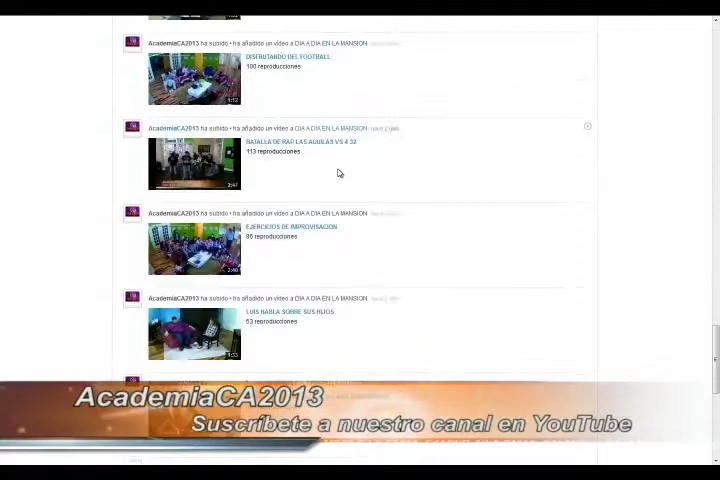 AcademiaCA2013 ha subido • ha añadido un vídeo a DIA A DIA EN LA MANSION
DISFRUTANDO DEL FOOTBALL
100 reproducciones
1:12
AcademiaCA2013 ha subido • ha añadido un vídeo a DIA A DIA EN LA MANSION
BATALLA DE RAP LAS AGUILAS VS 4 32
113 reproducciones
2:47
AcademiaCA2013 ha subido • ha añadido un vídeo a DIA A DIA EN LA MANSION
EJERCICIOS DE IMPROVISACION
86 reproducciones
2:40
AcademiaCA2013 ha subido • ha añadido un vídeo a DIA A DIA EN LA MANSION
LUIS HABLA SOBRE SUS HIJOS
53 reproducciones
1:33
AcademiaCA2013
Suscríbete a nuestro canal en YouTube